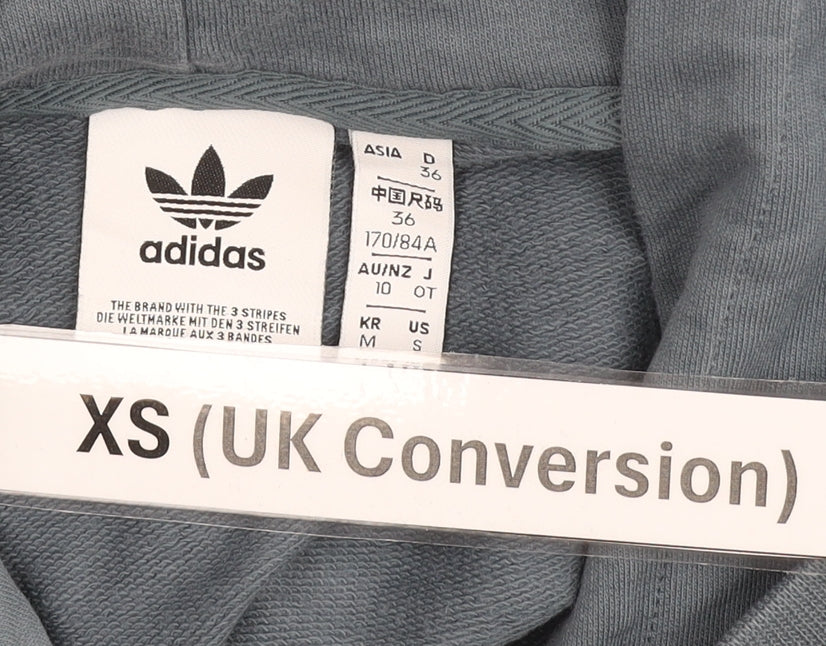 adidas
THE BRAND WITH THE 3 STRIPES
DIE WELTMARKE MIT DEN 3 STREIFEN
LA MARQUE AUX 3 BANDES
ASIA D
36
中国尺码
36
170/84A
AU/NZ J
10 OT
KR US
M S
XS (UK Conversion)